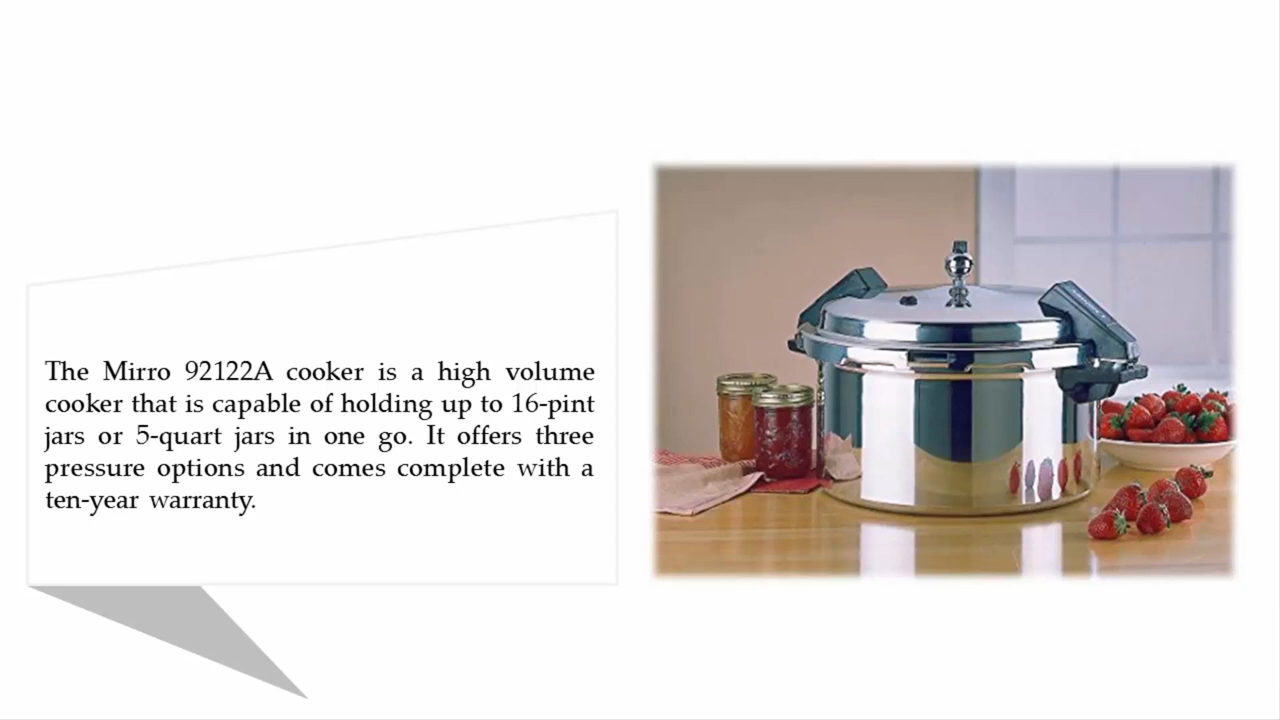 The Mirro 92122A cooker is a high volume
cooker that is capable of holding up to 16-pint
jars or 5-quart jars in one go. It offers three
pressure options and comes complete with a
ten-year warranty.